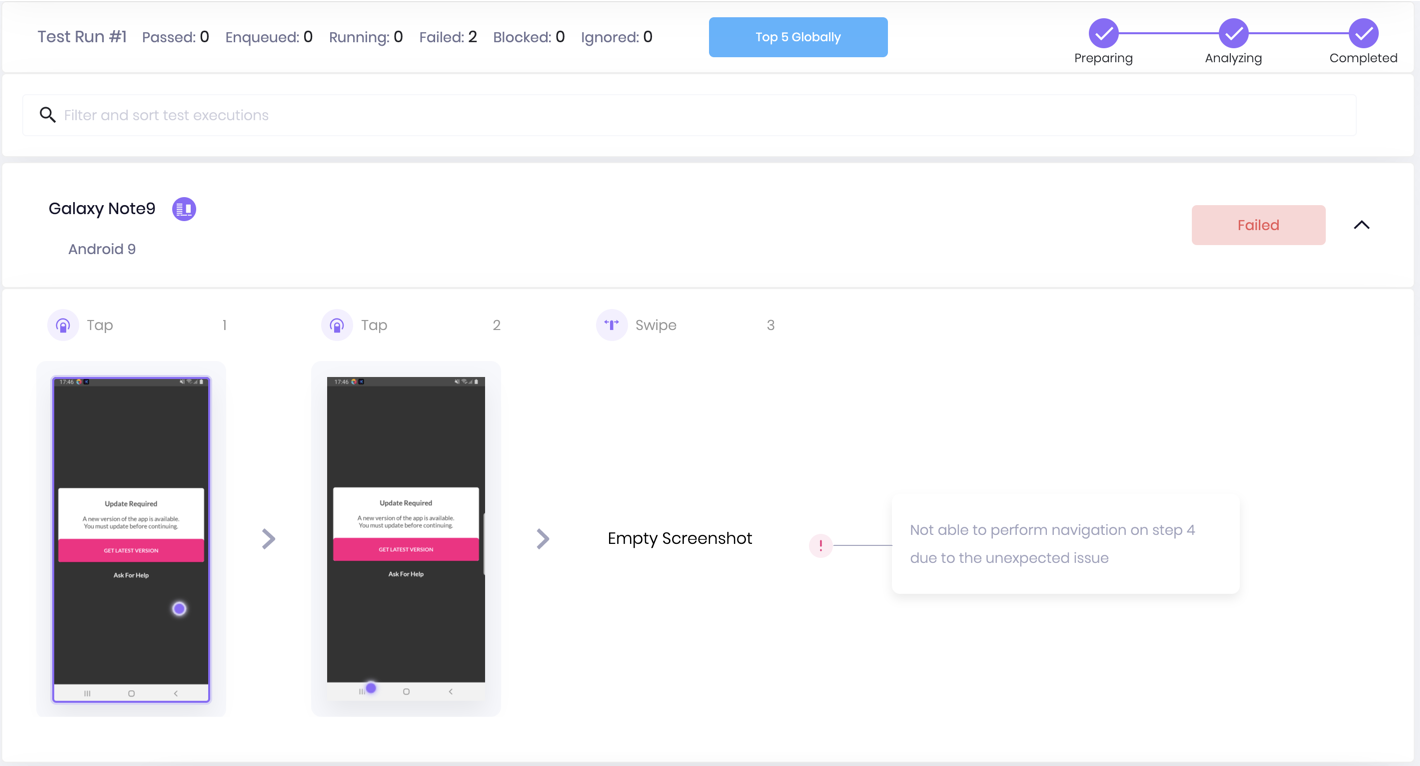 Test Run #1 Passed: 0 Enqueued: 0 Running: 0 Failed: 2 Blocked: 0 Ignored: 0 Top 5 Globally
Preparing Analyzing Completed
Filter and sort test executions
Galaxy Note9
Android 9
Failed
Tap 1 Tap 2 Swipe 3
17:46
Update Required
A new version of the app is available.
You must update before continuing.
GET LATEST VERSION
Ask For Help
17:46
Update Required
A new version of the app is available.
You must update before continuing.
GET LATEST VERSION
Ask For Help
Empty Screenshot
Not able to perform navigation on step 4
due to the unexpected issue